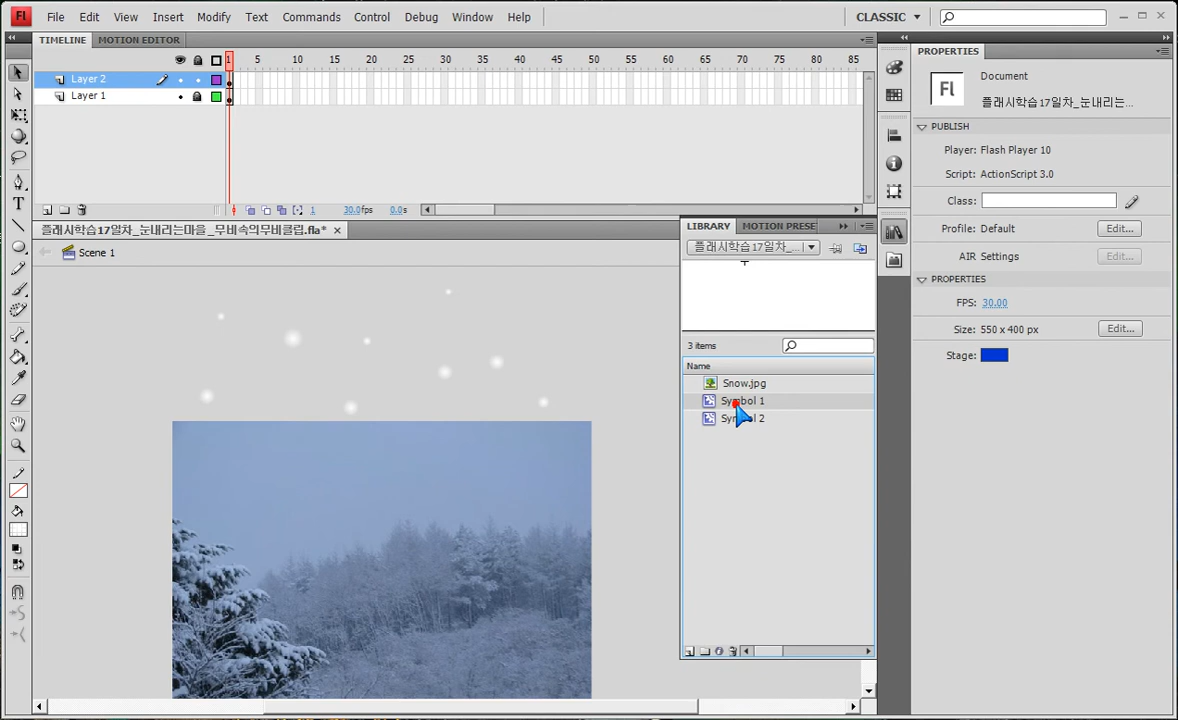 Fl File Edit View Insert Modify Text Commands Control Debug Window Help CLASSIC
TIMELINE MOTION EDITOR
1 5 10 15 20 25 30 35 40 45 50 55 60 65 70 75 80 85
Layer 2
Layer 1
1 30.0fps 0.0s
플래시학습17일차_눈내리는마을_무비속의무비클립.fla*
Scene 1
LIBRARY MOTION PRESE
플래시학습17일차_...
3 items
Name
Snow.jpg
Symbol 1
Symbol 2
PROPERTIES
Fl
Document
플래시학습17일차_눈내리는마...
PUBLISH
Player: Flash Player 10
Script: ActionScript 3.0
Class:
Profile: Default Edit...
AIR Settings Edit...
PROPERTIES
FPS: 30.00
Size: 550 x 400 px Edit...
Stage: